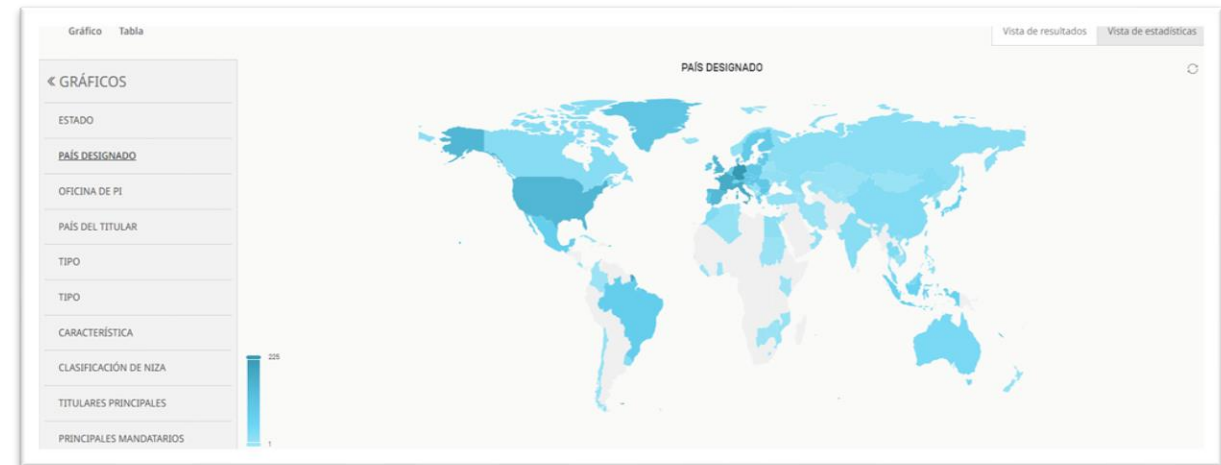 Gráfico Tabla
Vista de resultados Vista de estadísticas
« GRÁFICOS
PAÍS DESIGNADO
ESTADO
PAÍS DESIGNADO
OFICINA DE PI
PAÍS DEL TITULAR
TIPO
TIPO
CARACTERÍSTICA
CLASIFICACIÓN DE NIZA
TITULARES PRINCIPALES
PRINCIPALES MANDATARIOS
226
1